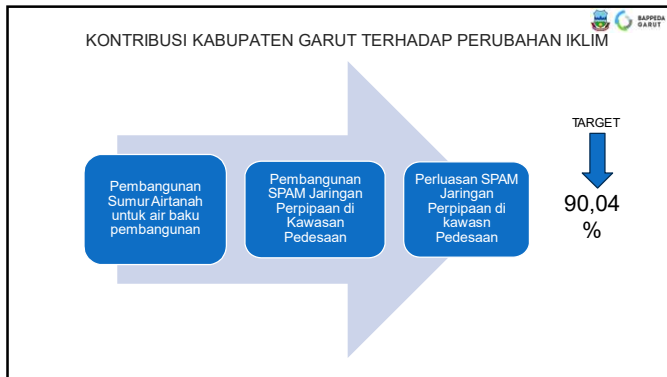 BAPPEDA
GARUT
KONTRIBUSI KABUPATEN GARUT TERHADAP PERUBAHAN IKLIM
Pembangunan
Sumur Airtanah
untuk air baku
pembangunan
Pembangunan
SPAM Jaringan
Perpipaan di
Kawasan
Pedesaan
Perluasan SPAM
Jaringan
Perpipaan di
kawasn
Pedesaan
TARGET
90,04
%